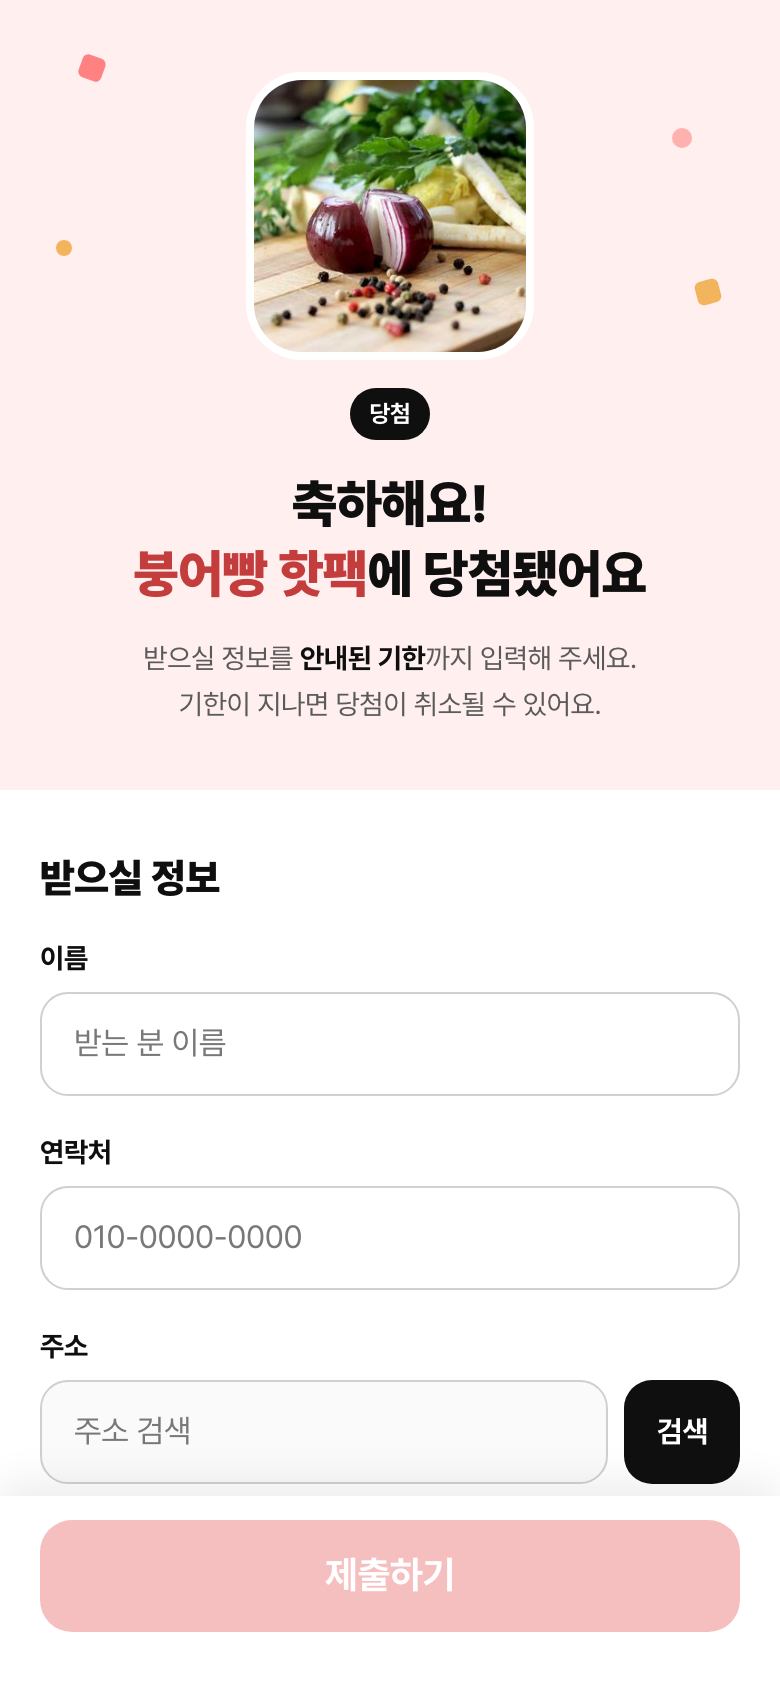 당첨
축하해요!
붕어빵 핫팩에 당첨됐어요
받으실 정보를 안내된 기한까지 입력해 주세요.
기한이 지나면 당첨이 취소될 수 있어요.
받으실 정보
이름
받는 분 이름
연락처
010-0000-0000
주소
주소 검색
검색
제출하기